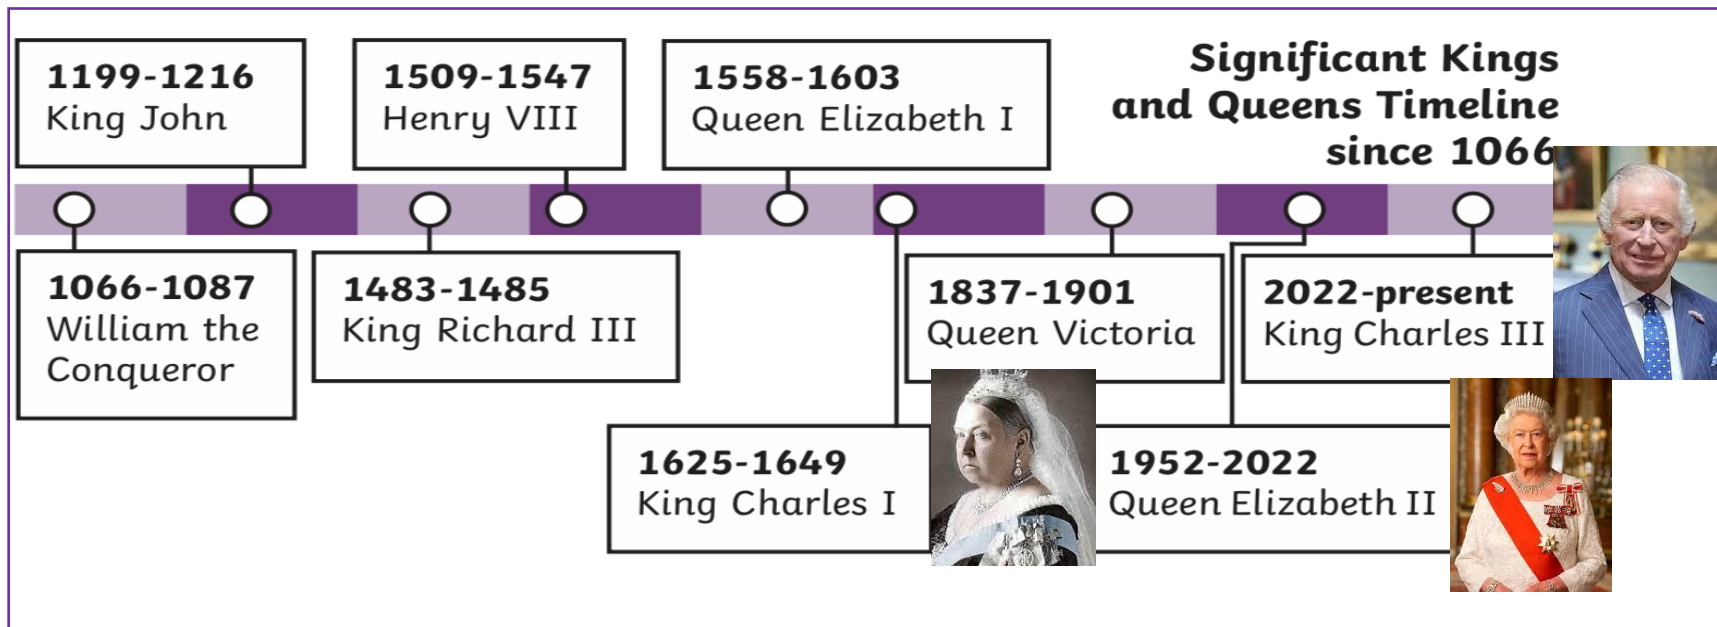 Significant Kings
and Queens Timeline
since 1066
1199-1216
King John
1509-1547
Henry VIII
1558-1603
Queen Elizabeth I
1066-1087
William the
Conqueror
1483-1485
King Richard III
1837-1901
Queen Victoria
2022-present
King Charles III
1625-1649
King Charles I
1952-2022
Queen Elizabeth II